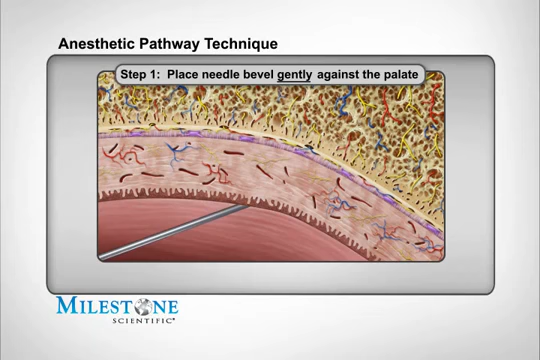 Anesthetic Pathway Technique
Step 1: Place needle bevel gently against the palate
MILESTONE
SCIENTIFIC®